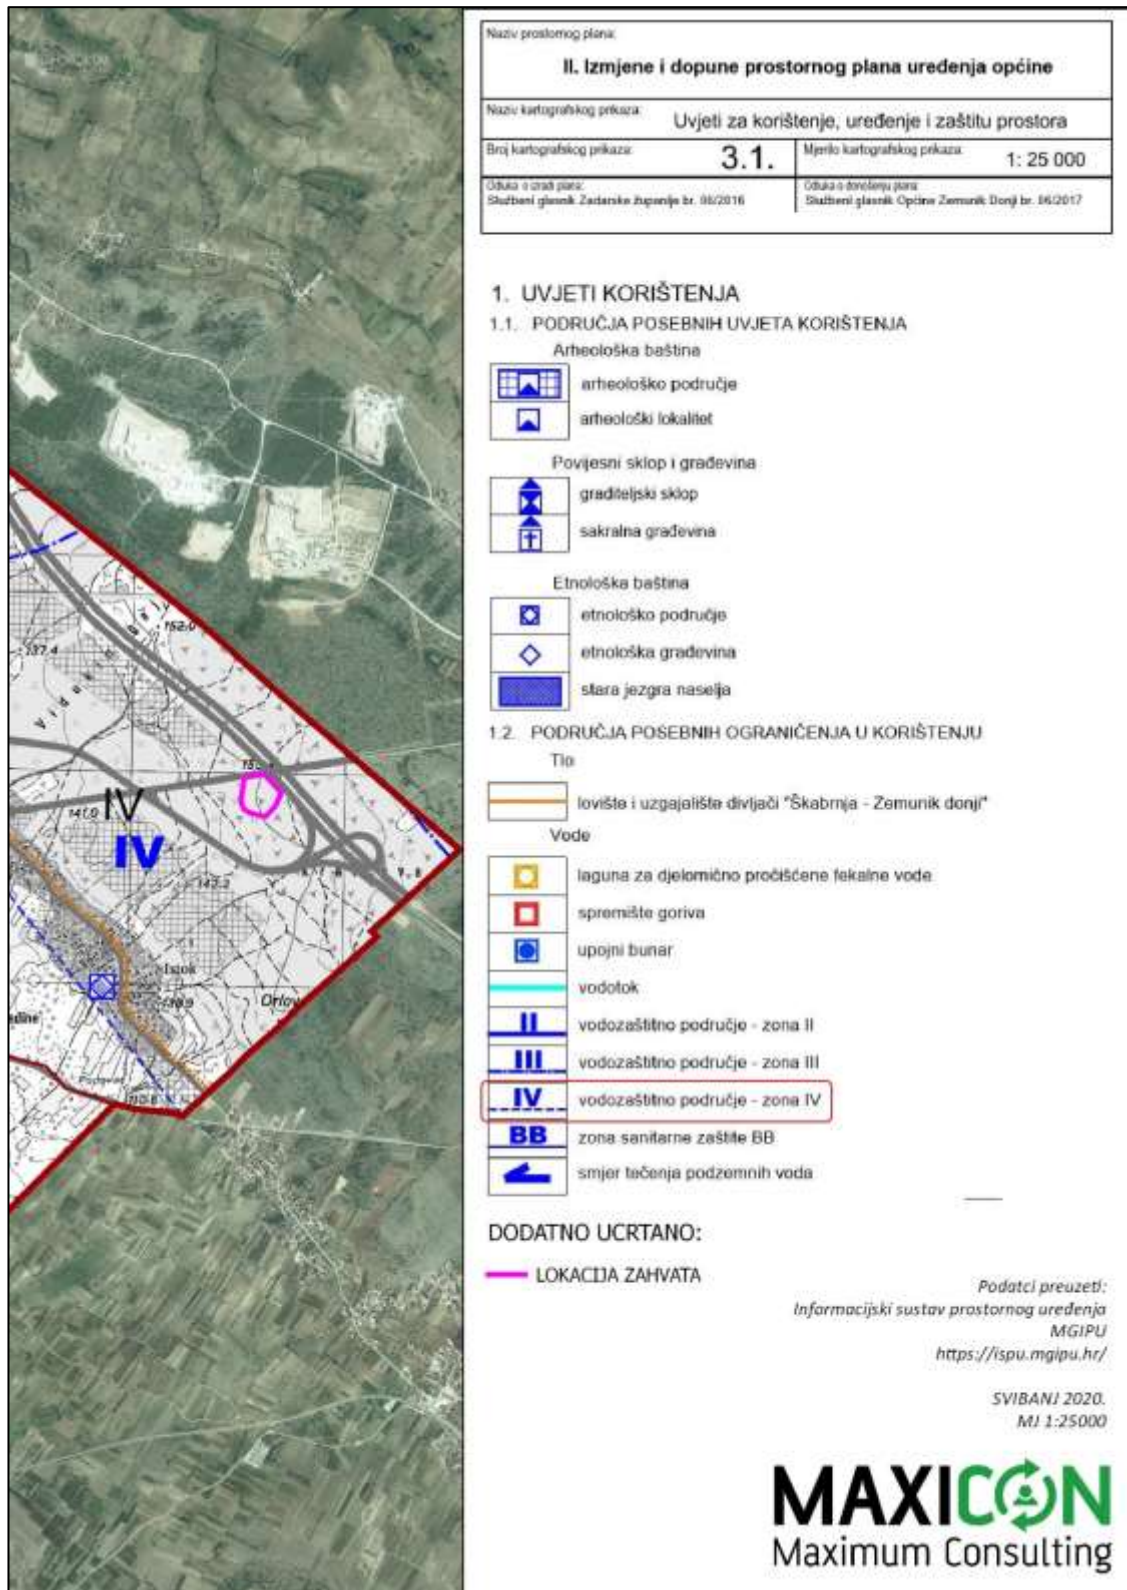 Naziv prostornog plana:
II. Izmjene i dopune prostornog plana uređenja općine
Naziv kartografskog prikaza:
Uvjeti za korištenje, uređenje i zaštitu prostora
Broj kartografskog prikaza:
3.1.
Mjerilo kartografskog prikaza:
1: 25 000
Odluka o izradi plana:
Službeni glasnik Zadarske županije br. 06/2016
Odluka o donošenju plana:
Službeni glasnik Općine Zemunik Donji br. 06/2017
1. UVJETI KORIŠTENJA
1.1. PODRUČJA POSEBNIH UVJETA KORIŠTENJA
Arheološka baština
arheološko područje
arheološki lokalitet
Povijesni sklop i građevina
graditeljski sklop
sakralna građevina
Etnološka baština
etnološko područje
etnološka građevina
stara jezgra naselja
1.2. PODRUČJA POSEBNIH OGRANIČENJA U KORIŠTENJU
Tlo
lovište i uzgajalište divljači "Škabrnja - Zemunik donji"
Vode
laguna za djelomično pročišćene fekalne vode
spremište goriva
upojni bunar
vodotok
II vodozaštitno područje - zona II
III vodozaštitno područje - zona III
IV vodozaštitno područje - zona IV
BB zona sanitarne zaštite BB
smjer tečenja podzemnih voda
DODATNO UCRTANO:
LOKACIJA ZAHVATA
Podatci preuzeti:
Informacijski sustav prostornog uređenja
MGIPU
https://ispu.mgipu.hr/
SVIBANJ 2020.
MJ 1:25000
MAXICON
Maximum Consulting
152.0
137.4
141.0
IV
IV
142.2
Istok
Orlov